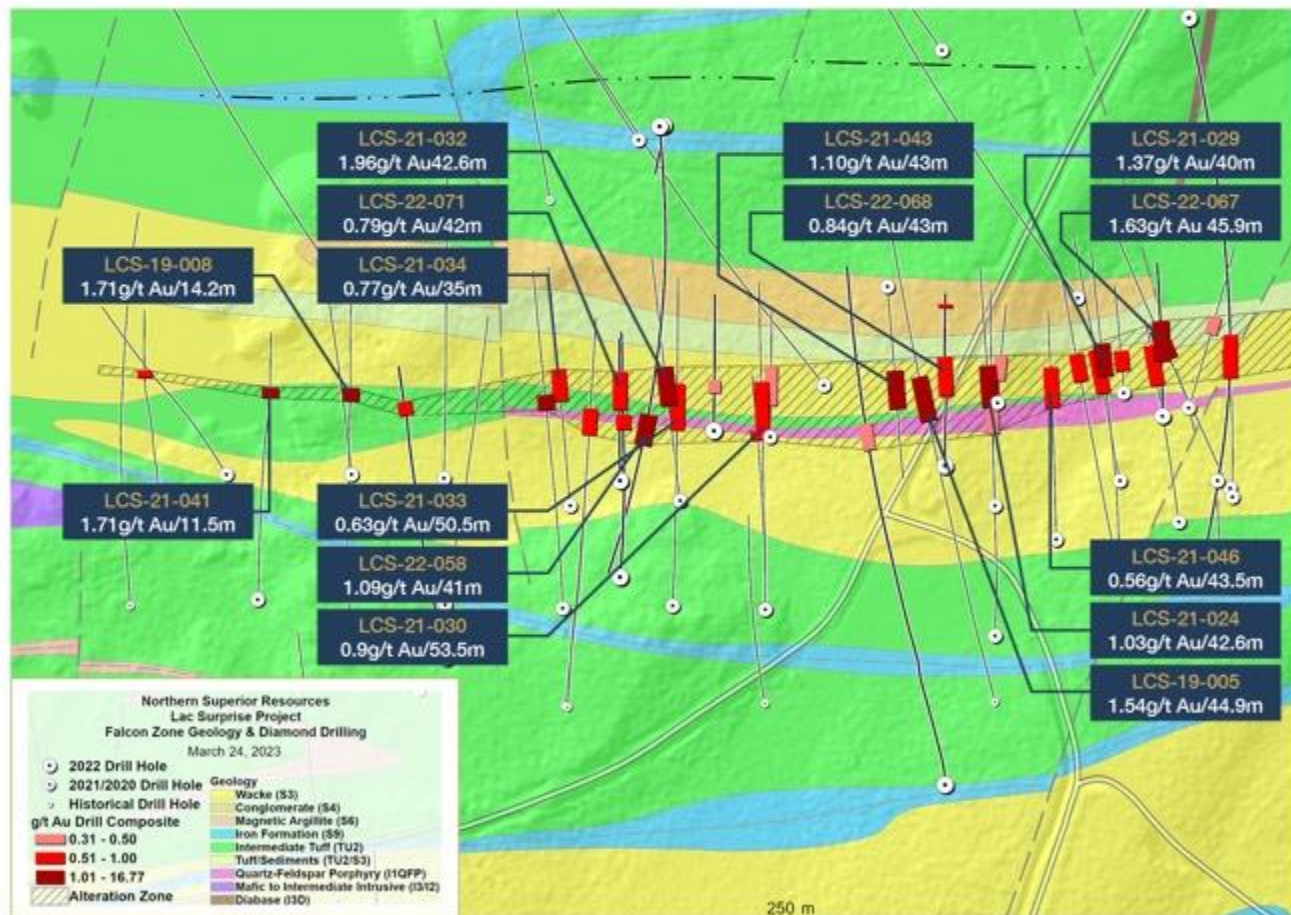 LCS-21-032
1.96g/t Au42.6m
LCS-21-043
1.10g/t Au/43m
LCS-21-029
1.37g/t Au/40m
LCS-22-071
0.79g/t Au/42m
LCS-22-068
0.84g/t Au/43m
LCS-22-067
1.63g/t Au 45.9m
LCS-19-008
1.71g/t Au/14.2m
LCS-21-034
0.77g/t Au/35m
LCS-21-041
1.71g/t Au/11.5m
LCS-21-033
0.63g/t Au/50.5m
LCS-22-058
1.09g/t Au/41m
LCS-21-030
0.9g/t Au/53.5m
LCS-21-046
0.56g/t Au/43.5m
LCS-21-024
1.03g/t Au/42.6m
LCS-19-005
1.54g/t Au/44.9m
Northern Superior Resources
Lac Surprise Project
Falcon Zone Geology & Diamond Drilling
March 24, 2023
2022 Drill Hole
2021/2020 Drill Hole
Historical Drill Hole
g/t Au Drill Composite
0.31 - 0.50
0.51 - 1.00
1.01 - 16.77
Alteration Zone
Geology
Wacke (S3)
Conglomerate (S4)
Magnetic Argillite (S6)
Iron Formation (S9)
Intermediate Tuff (TU2)
Tuff/Sediments (TU2/S3)
Quartz-Feldspar Porphyry (I1QFP)
Mafic to Intermediate Intrusive (I3/I2)
Diabase (I3D)
250 m